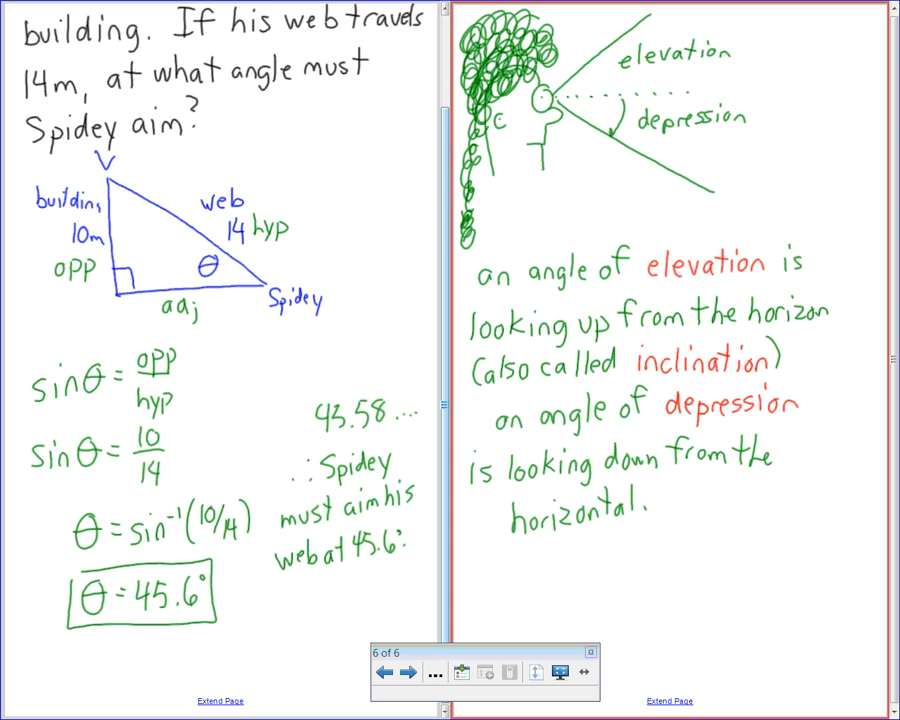 building. If his web travels
14m, at what angle must
Spidey aim?
V
building
10m
opp
web
14 hyp
θ
adj
Spidey
sinθ = opp/hyp
sinθ = 10/14
θ = sin⁻¹(10/14)
θ = 45.6°
43.58...
∴ Spidey
must aim his
web at 45.6°.
elevation
depression
c
an angle of elevation is
looking up from the horizon
(also called inclination)
an angle of depression
is looking down from the
horizontal.
6 of 6
Extend Page
Extend Page